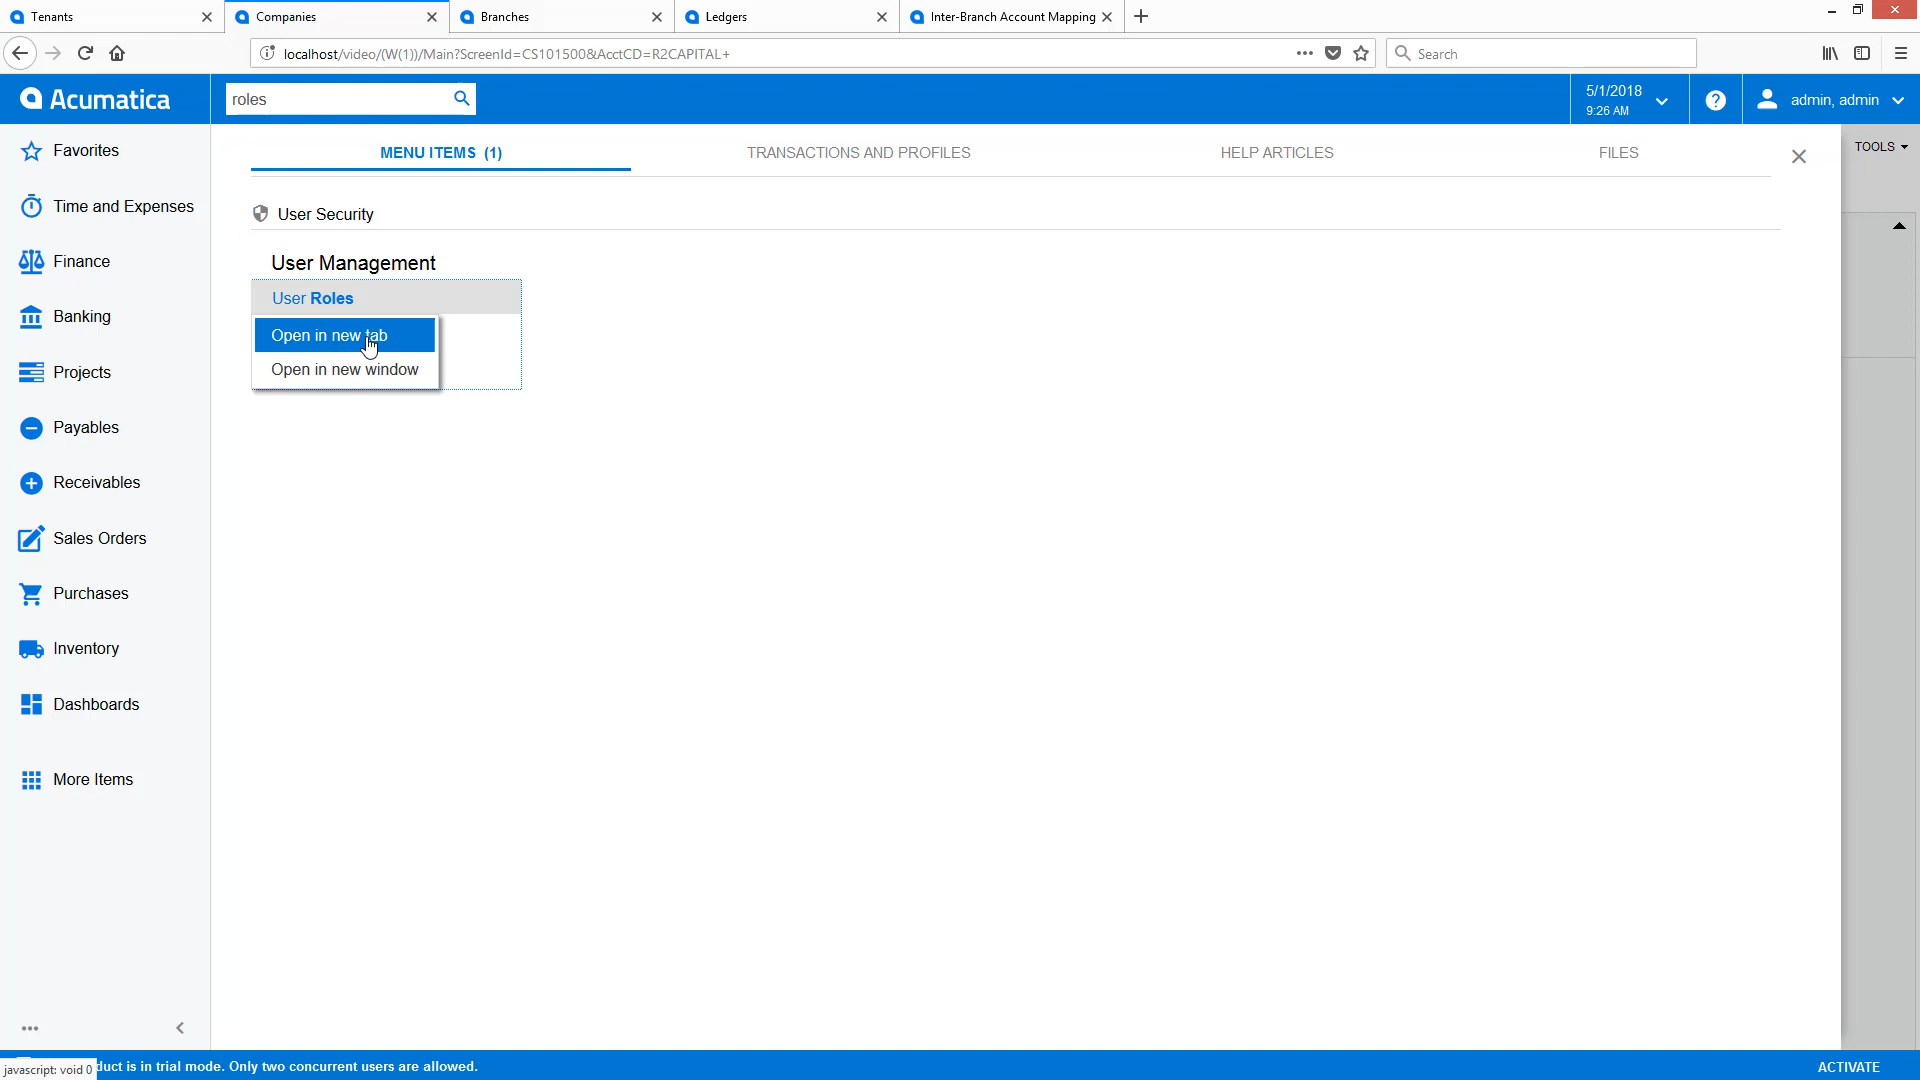 Tenants
Companies
Branches
Ledgers
Inter-Branch Account Mapping
localhost/video/(W(1))/Main?ScreenId=CS101500&AcctCD=R2CAPITAL+
Search
Acumatica
roles
5/1/2018
9:26 AM
admin, admin
Favorites
Time and Expenses
Finance
Banking
Projects
Payables
Receivables
Sales Orders
Purchases
Inventory
Dashboards
More Items
MENU ITEMS (1)
TRANSACTIONS AND PROFILES
HELP ARTICLES
FILES
TOOLS
User Security
User Management
User Roles
Open in new tab
Open in new window
javascript: void 0
duct is in trial mode. Only two concurrent users are allowed.
ACTIVATE